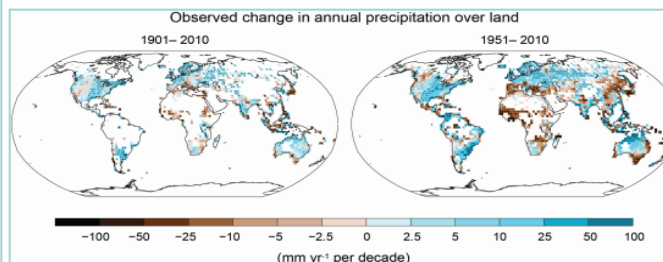 Observed change in annual precipitation over land
1901– 2010
1951– 2010
−100 −50 −25 −10 −5 −2.5 0 2.5 5 10 25 50 100
(mm yr-1 per decade)